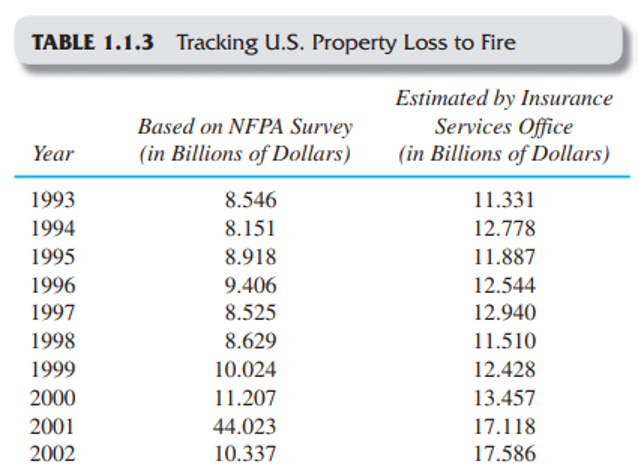 TABLE 1.1.3 Tracking U.S. Property Loss to Fire
Estimated by Insurance
Based on NFPA Survey Services Office
Year (in Billions of Dollars) (in Billions of Dollars)
1993 8.546 11.331
1994 8.151 12.778
1995 8.918 11.887
1996 9.406 12.544
1997 8.525 12.940
1998 8.629 11.510
1999 10.024 12.428
2000 11.207 13.457
2001 44.023 17.118
2002 10.337 17.586